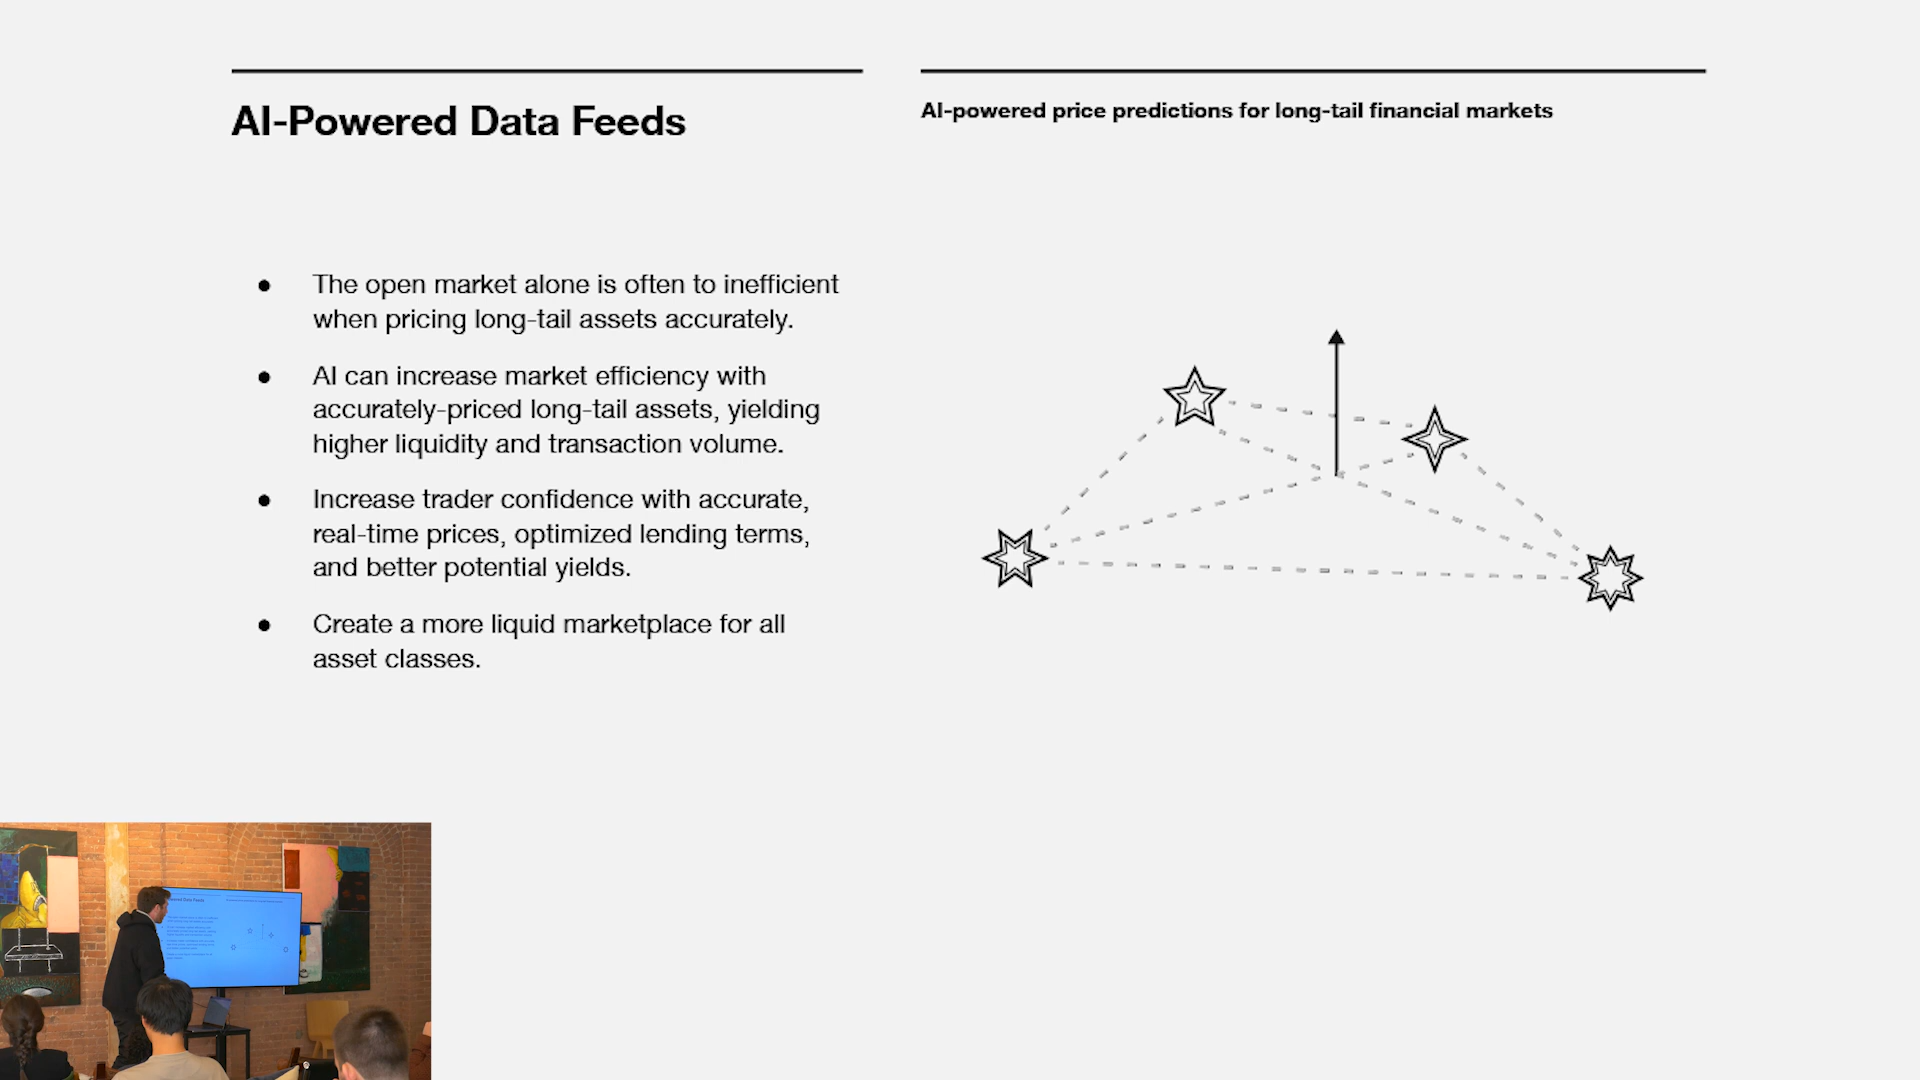 AI-Powered Data Feeds
AI-powered price predictions for long-tail financial markets
● The open market alone is often to inefficient
when pricing long-tail assets accurately.
● AI can increase market efficiency with
accurately-priced long-tail assets, yielding
higher liquidity and transaction volume.
● Increase trader confidence with accurate,
real-time prices, optimized lending terms,
and better potential yields.
● Create a more liquid marketplace for all
asset classes.